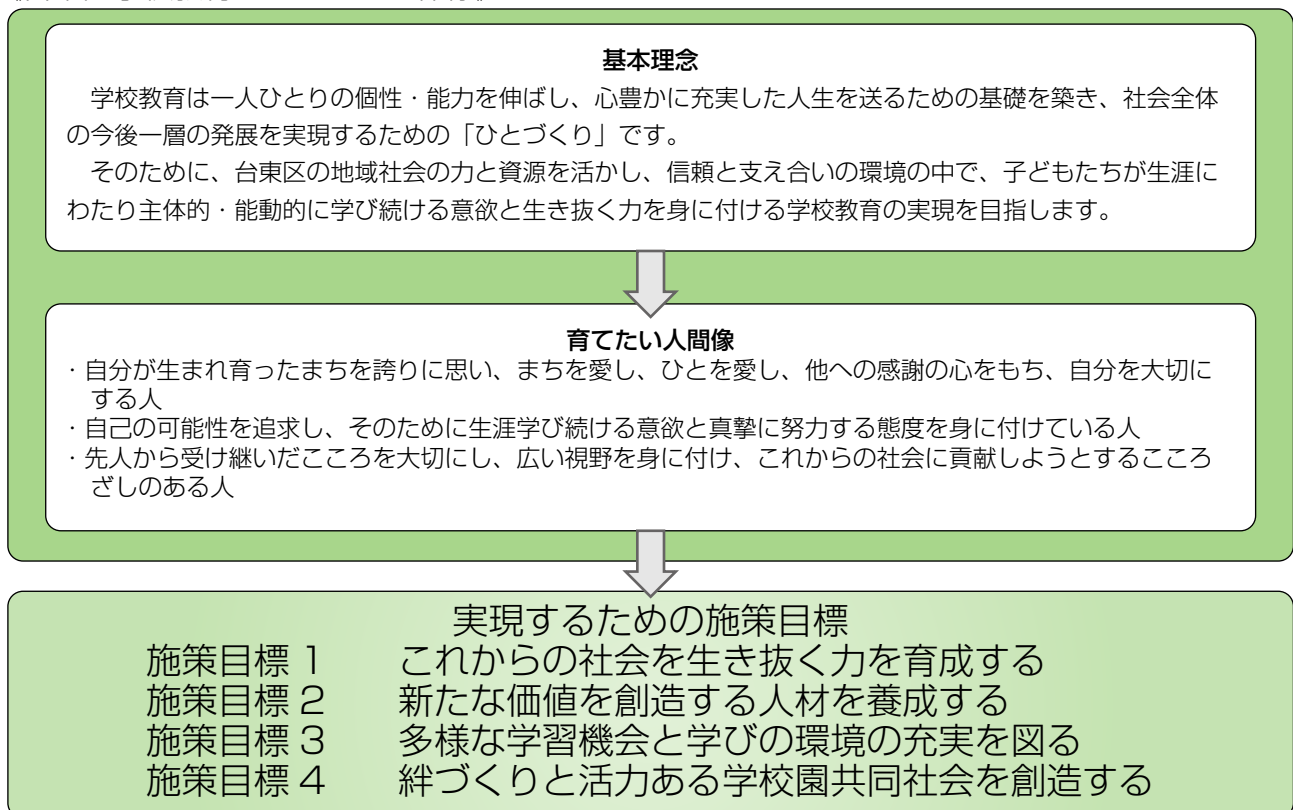 基本理念
学校教育は一人ひとりの個性・能力を伸ばし、心豊かに充実した人生を送るための基礎を築き、社会全体
の今後一層の発展を実現するための「ひとづくり」です。
そのために、台東区の地域社会の力と資源を活かし、信頼と支え合いの環境の中で、子どもたちが生涯に
わたり主体的・能動的に学び続ける意欲と生き抜く力を身に付ける学校教育の実現を目指します。
育てたい人間像
・自分が生まれ育ったまちを誇りに思い、まちを愛し、ひとを愛し、他への感謝の心をもち、自分を大切に
する人
・自己の可能性を追求し、そのために生涯学び続ける意欲と真摯に努力する態度を身に付けている人
・先人から受け継いだこころを大切にし、広い視野を身に付け、これからの社会に貢献しようとするこころ
ざしのある人
実現するための施策目標
施策目標１ これからの社会を生き抜く力を育成する
施策目標２ 新たな価値を創造する人材を養成する
施策目標３ 多様な学習機会と学びの環境の充実を図る
施策目標４ 絆づくりと活力ある学校園共同社会を創造する